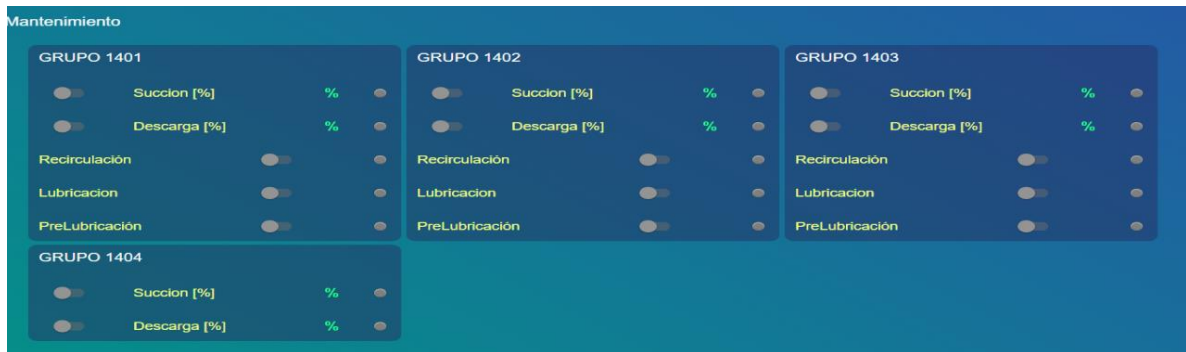 Mantenimiento
GRUPO 1401
Succion [%] %
Descarga [%] %
Recirculación
Lubricacion
PreLubricación
GRUPO 1402
Succion [%] %
Descarga [%] %
Recirculación
Lubricacion
PreLubricación
GRUPO 1403
Succion [%] %
Descarga [%] %
Recirculación
Lubricacion
PreLubricación
GRUPO 1404
Succion [%] %
Descarga [%] %